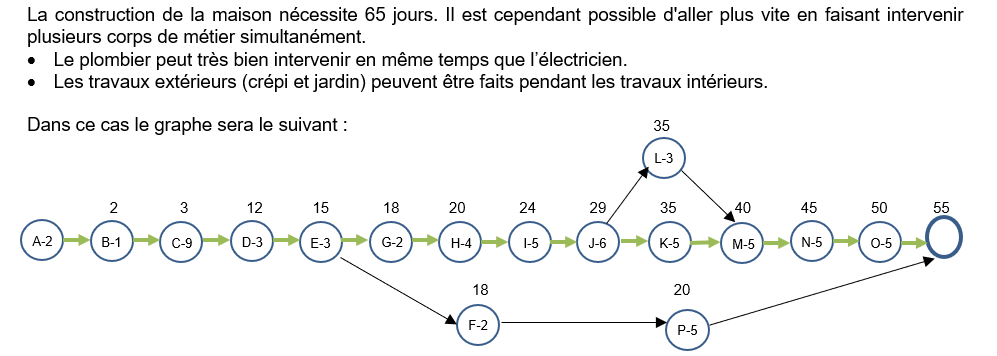 La construction de la maison nécessite 65 jours. Il est cependant possible d'aller plus vite en faisant intervenir
plusieurs corps de métier simultanément.
• Le plombier peut très bien intervenir en même temps que l'électricien.
• Les travaux extérieurs (crépi et jardin) peuvent être faits pendant les travaux intérieurs.
Dans ce cas le graphe sera le suivant :
35
L-3
2 3 12 15 18 20 24 29 35 40 45 50 55
A-2 B-1 C-9 D-3 E-3 G-2 H-4 I-5 J-6 K-5 M-5 N-5 O-5
18 20
F-2 P-5